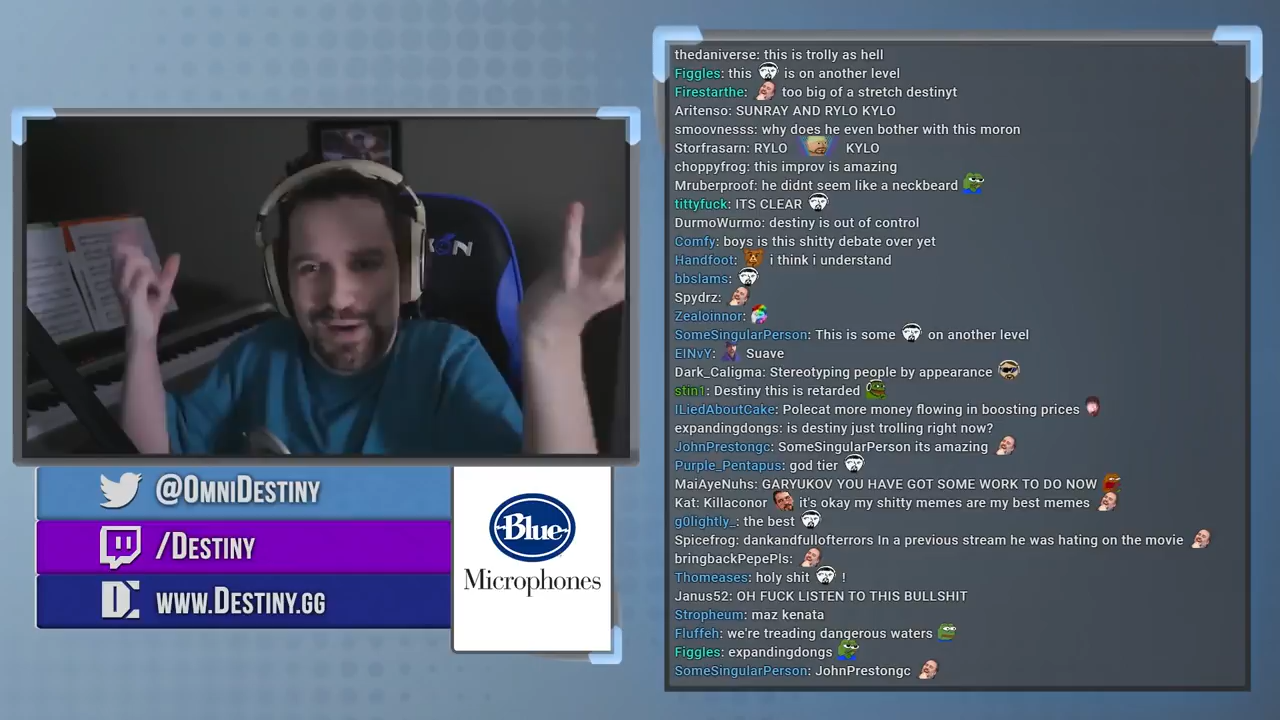 thedaniverse: this is trolly as hell
Figgles: this is on another level
Firestarthe: too big of a stretch destinyt
Aritenso: SUNRAY AND RYLO KYLO
smoovnesss: why does he even bother with this moron
Storfrasarn: RYLO KYLO
choppyfrog: this improv is amazing
Mruberproof: he didnt seem like a neckbeard
tittyfuck: ITS CLEAR
DurmoWurmo: destiny is out of control
Comfy: boys is this shitty debate over yet
Handfoot: i think i understand
bbslams:
Spydrz:
Zealoinnor:
SomeSingularPerson: This is some on another level
EINvY: Suave
Dark_Caligma: Stereotyping people by appearance
stin1: Destiny this is retarded
ILiedAboutCake: Polecat more money flowing in boosting prices
expandingdongs: is destiny just trolling right now?
JohnPrestongc: SomeSingularPerson its amazing
Purple_Pentapus: god tier
MaiAyeNuhs: GARYUKOV YOU HAVE GOT SOME WORK TO DO NOW
Kat: Killaconor it's okay my shitty memes are my best memes
g0lightly_: the best
Spicefrog: dankandfullofterrors In a previous stream he was hating on the movie
bringbackPepePls:
Thomeases: holy shit !
Janus52: OH FUCK LISTEN TO THIS BULLSHIT
Stropheum: maz kenata
Fluffeh: we're treading dangerous waters
Figgles: expandingdongs
SomeSingularPerson: JohnPrestongc
@OmniDestiny
/Destiny
www.Destiny.gg
Blue
Microphones